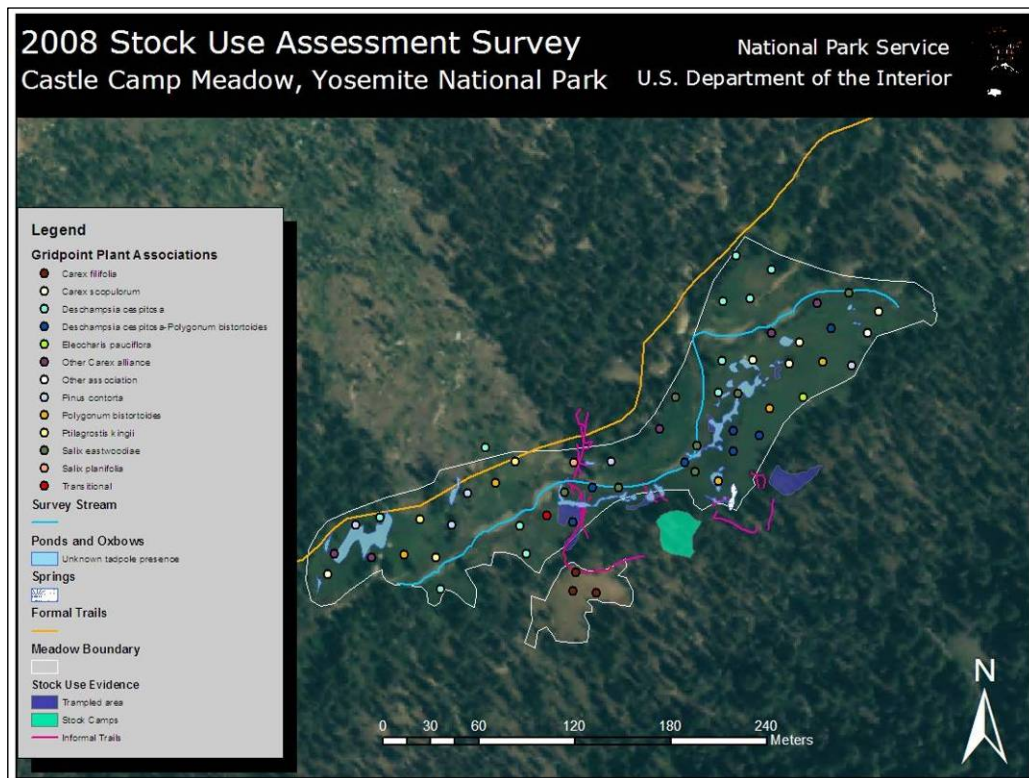 2008 Stock Use Assessment Survey
Castle Camp Meadow, Yosemite National Park
National Park Service
U.S. Department of the Interior
Legend
Gridpoint Plant Associations
Carex filifolia
Carex scopulorum
Deschampsia cespitosa
Deschampsia cespitosa-Polygonum bistortoides
Eleocharis pauciflora
Other Carex alliance
Other association
Pinus contorta
Polygonum bistortoides
Ptilagrostis kingii
Salix eastwoodiae
Salix planifolia
Transitional
Survey Stream
Ponds and Oxbows
Unknown tadpole presence
Springs
Formal Trails
Meadow Boundary
Stock Use Evidence
Trampled area
Stock Camps
Informal Trails
N
0 30 60 120 180 240
Meters